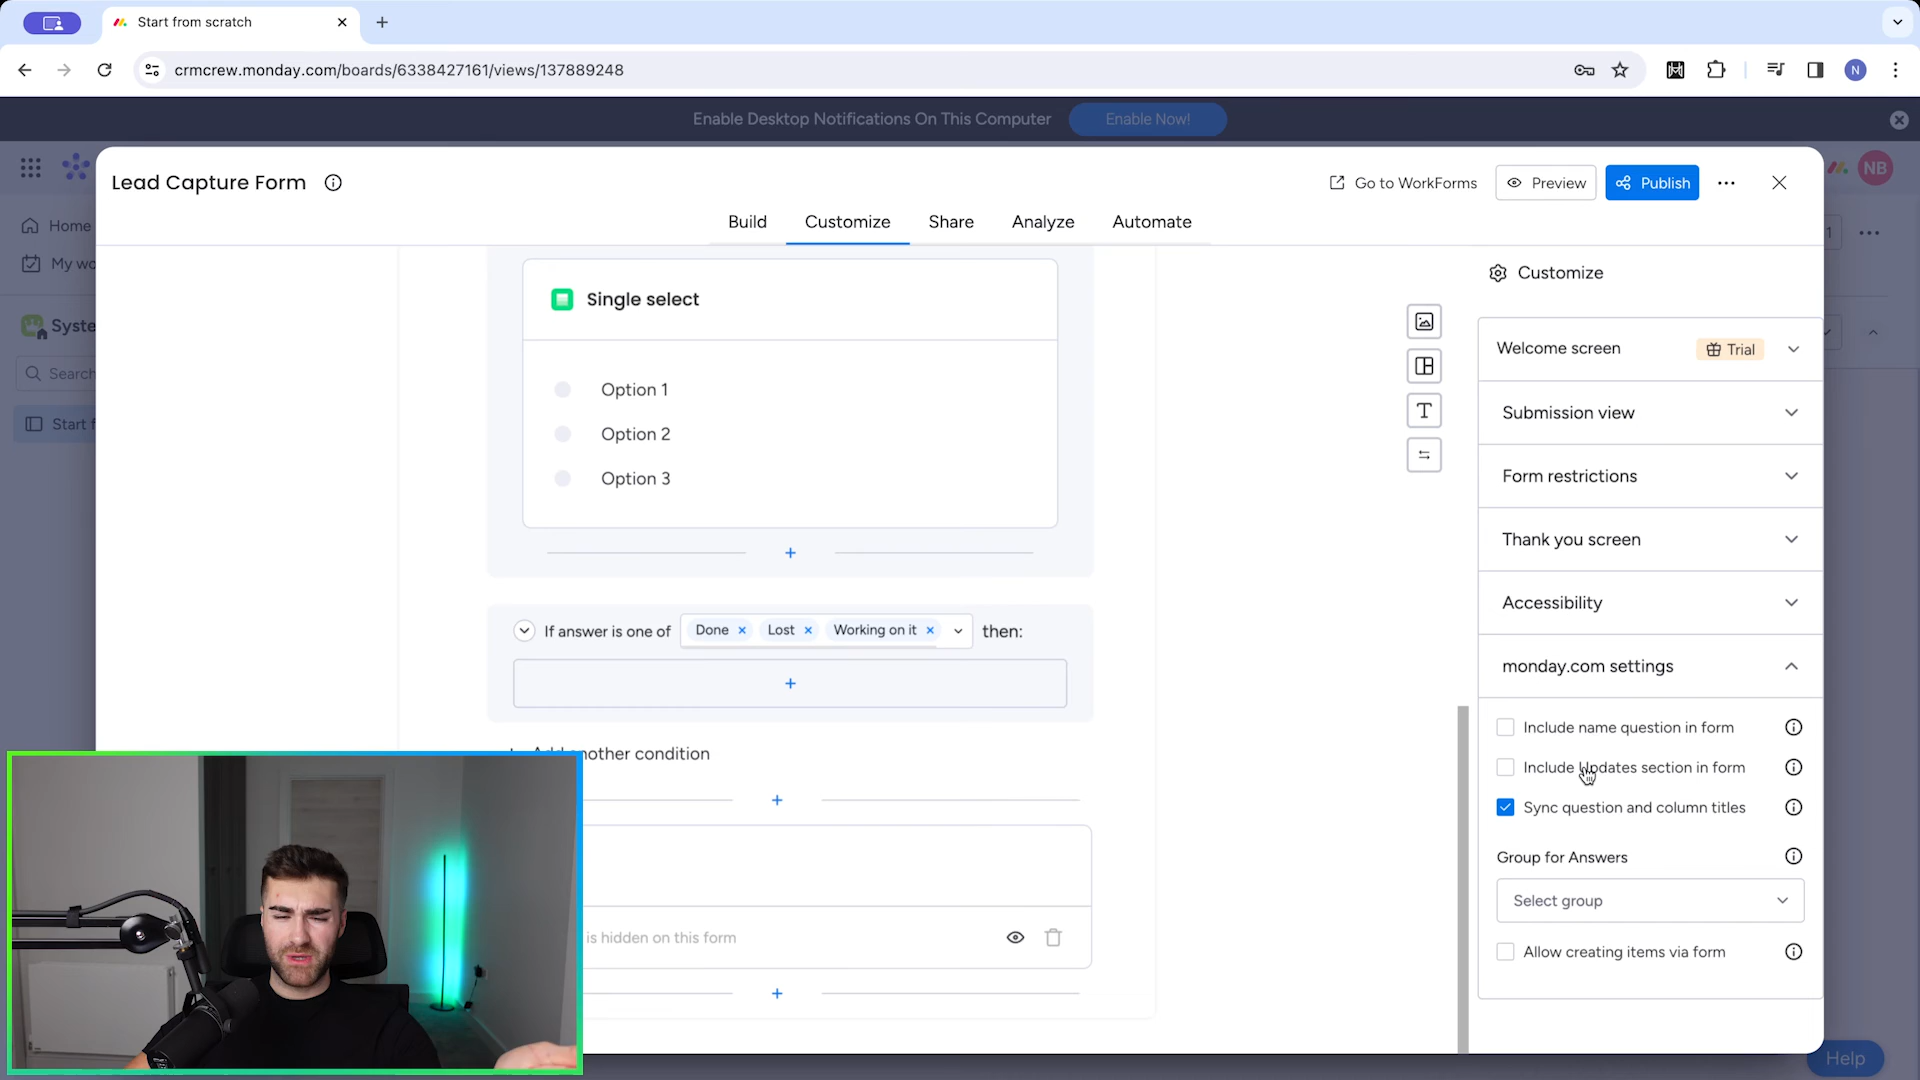 Start from scratch
crmcrew.monday.com/boards/6338427161/views/137889248
N
Enable Desktop Notifications On This Computer
Enable Now!
NB
Lead Capture Form
Go to WorkForms
Preview
Publish
Build
Customize
Share
Analyze
Automate
Home
My wo
Syste
Search
Start f
1
Single select
Option 1
Option 2
Option 3
If answer is one of
Done
Lost
Working on it
then:
nother condition
is hidden on this form
Customize
Welcome screen
Trial
Submission view
Form restrictions
Thank you screen
Accessibility
monday.com settings
Include name question in form
Include Updates section in form
Sync question and column titles
Group for Answers
Select group
Allow creating items via form
Help